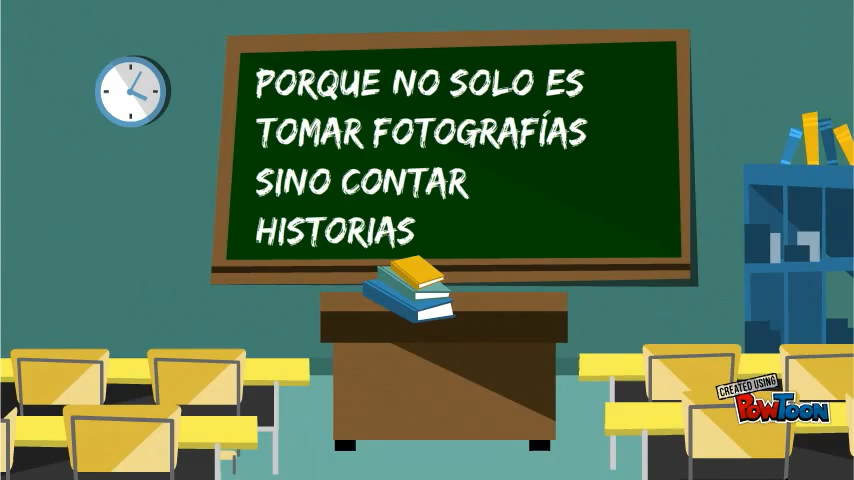 PORQUE NO SOLO ES
TOMAR FOTOGRAFÍAS
SINO CONTAR
HISTORIAS
CREATED USING
POWTOON